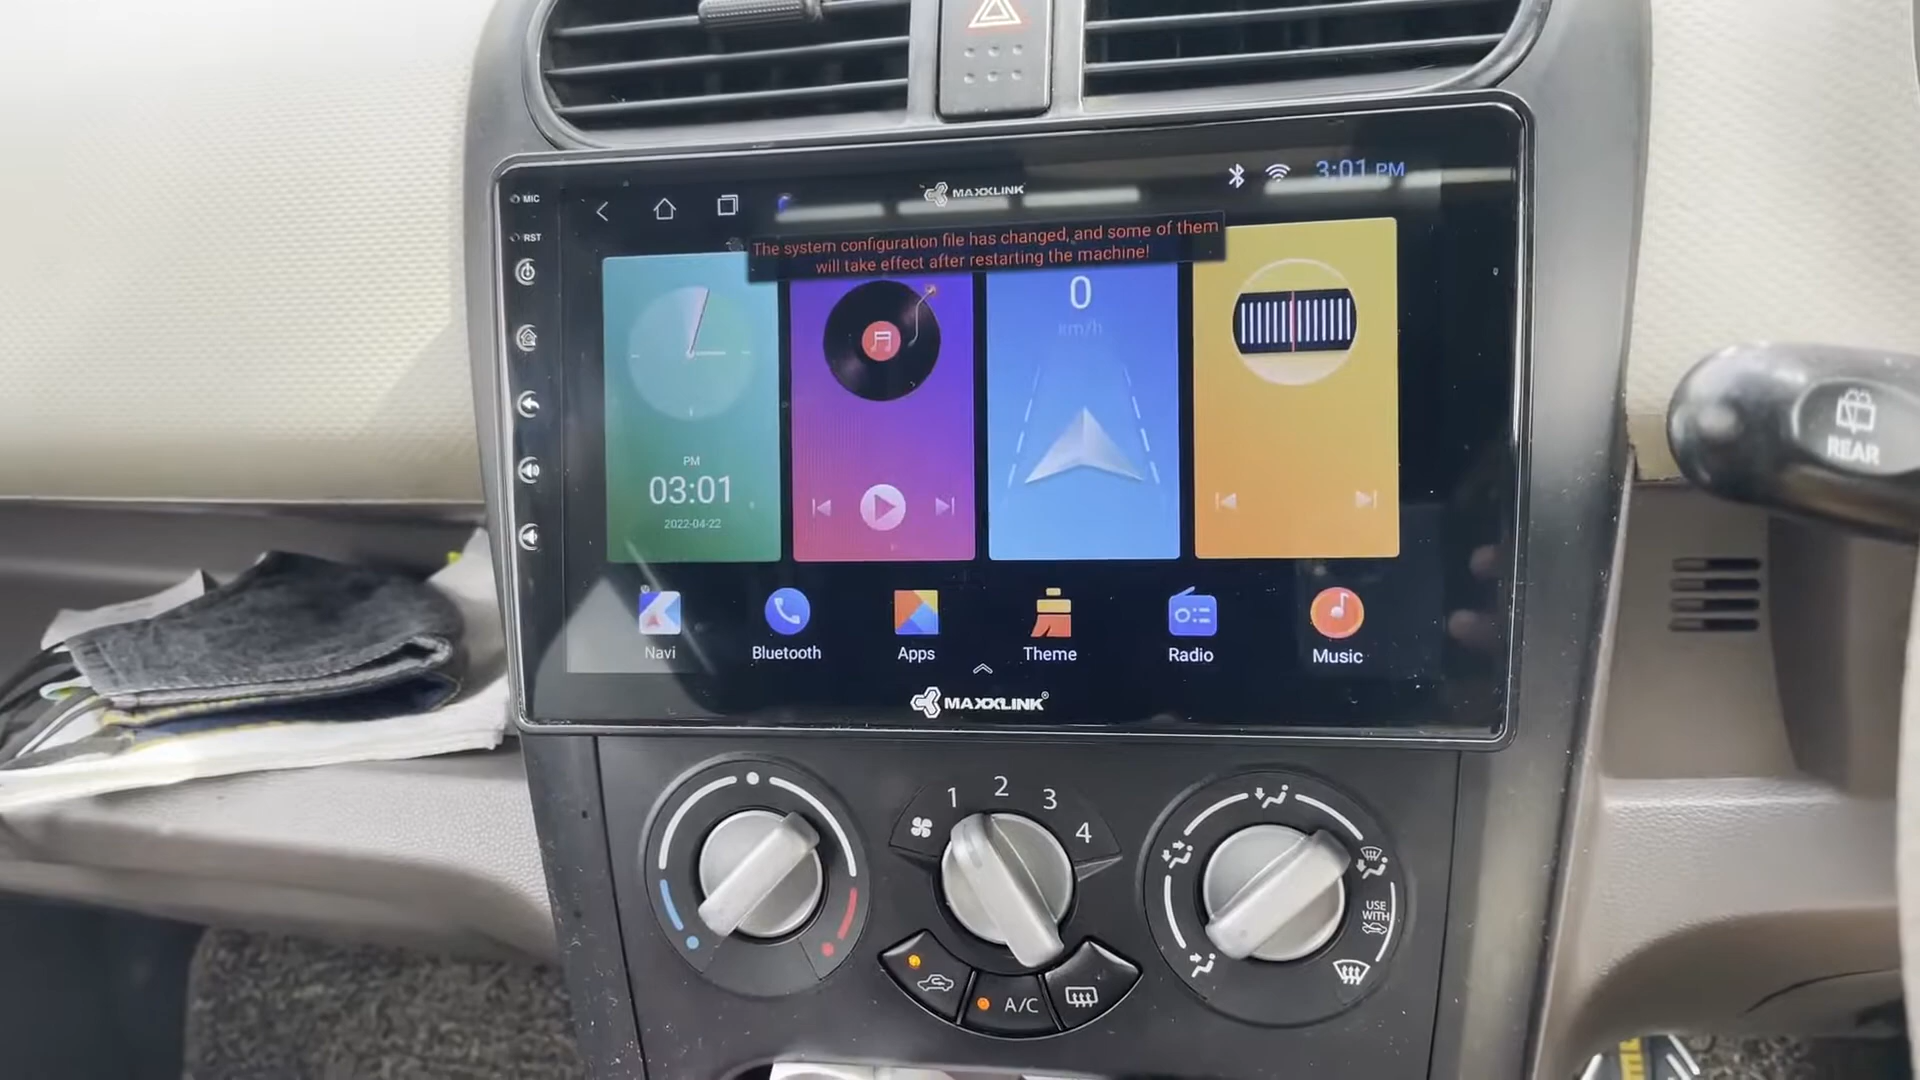 MIC
RST
MAXXLINK
3:01 PM
The system configuration file has changed, and some of them
will take effect after restarting the machine!
PM
03:01
2022-04-22
0
km/h
Navi
Bluetooth
Apps
Theme
Radio
Music
MAXXLINK®
REAR
1
2
3
4
A/C
USE
WITH